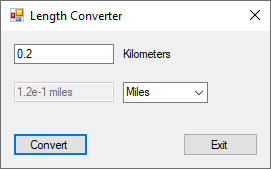 Length Converter
0.2 Kilometers
1.2e-1 miles Miles
Convert Exit